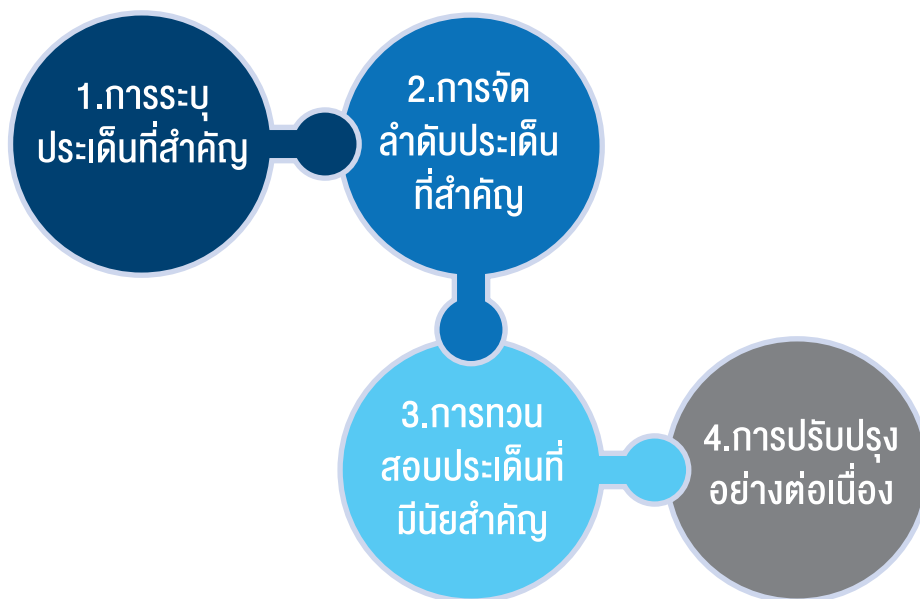 1.การระบุ
ประเด็นที่สำคัญ
2.การจัด
ลำดับประเด็น
ที่สำคัญ
3.การทวน
สอบประเด็นที่
มีนัยสำคัญ
4.การปรับปรุง
อย่างต่อเนื่อง